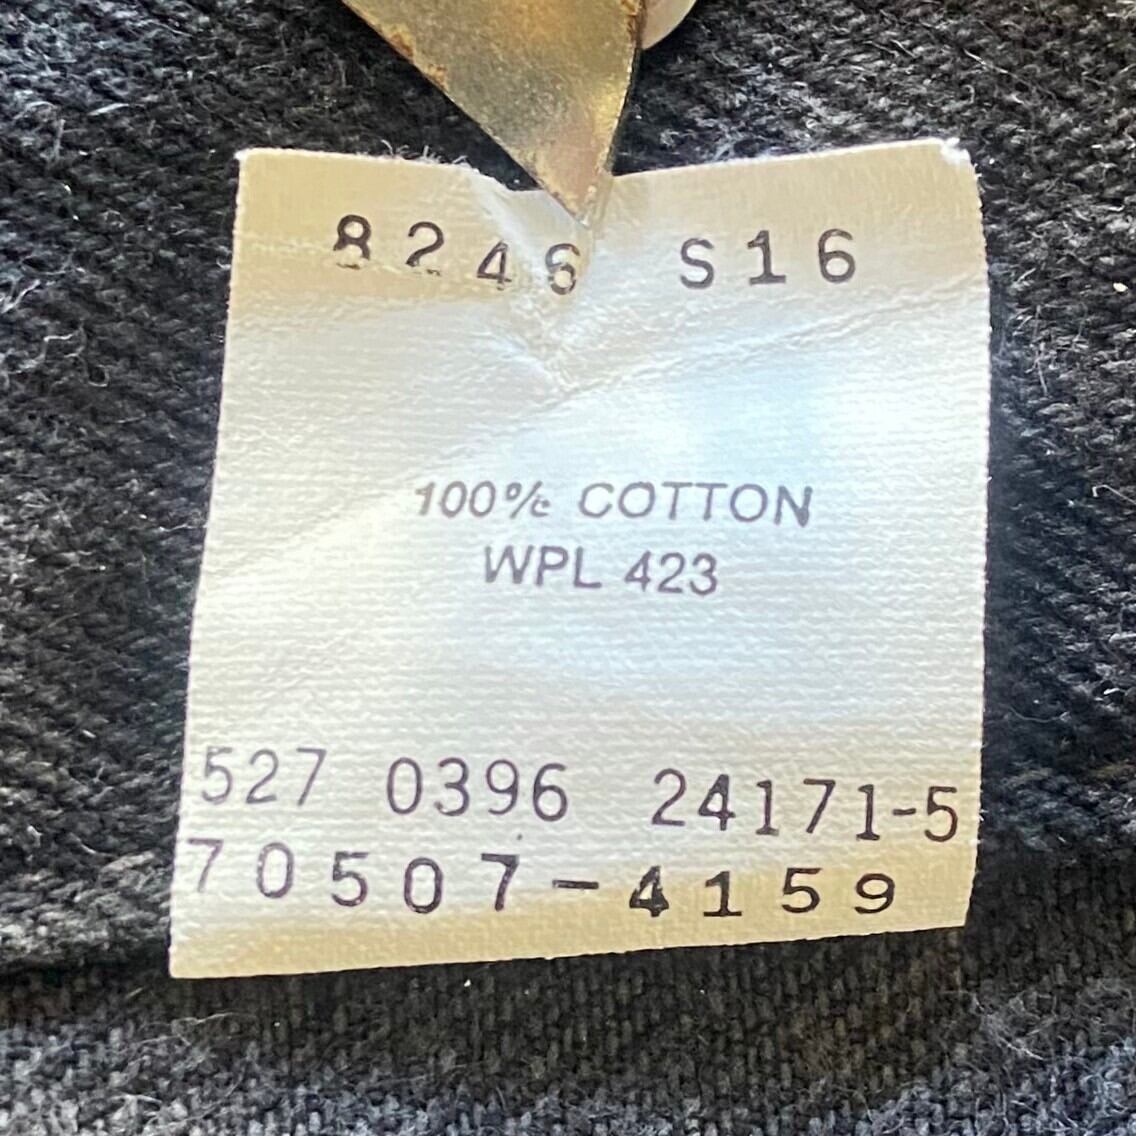 8246 S16
100% COTTON
WPL 423
527 0396 24171-5
70507-4159